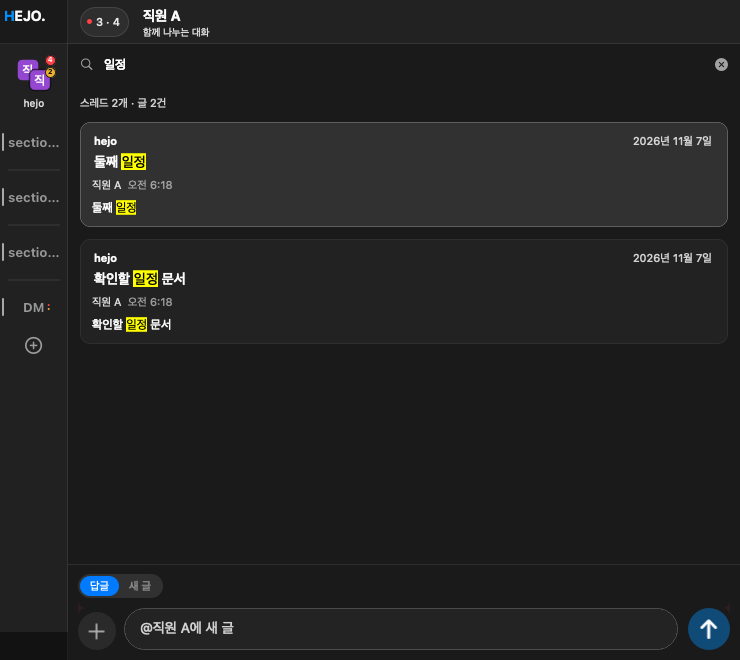 HEJO.
3 · 4
직원 A
함께 나누는 대화
일정
직
4
직
2
hejo
sectio...
sectio...
sectio...
DM
스레드 2개 · 글 2건
hejo
2026년 11월 7일
둘째 일정
직원 A 오전 6:18
둘째 일정
hejo
2026년 11월 7일
확인할 일정 문서
직원 A 오전 6:18
확인할 일정 문서
답글
새 글
@직원 A에 새 글